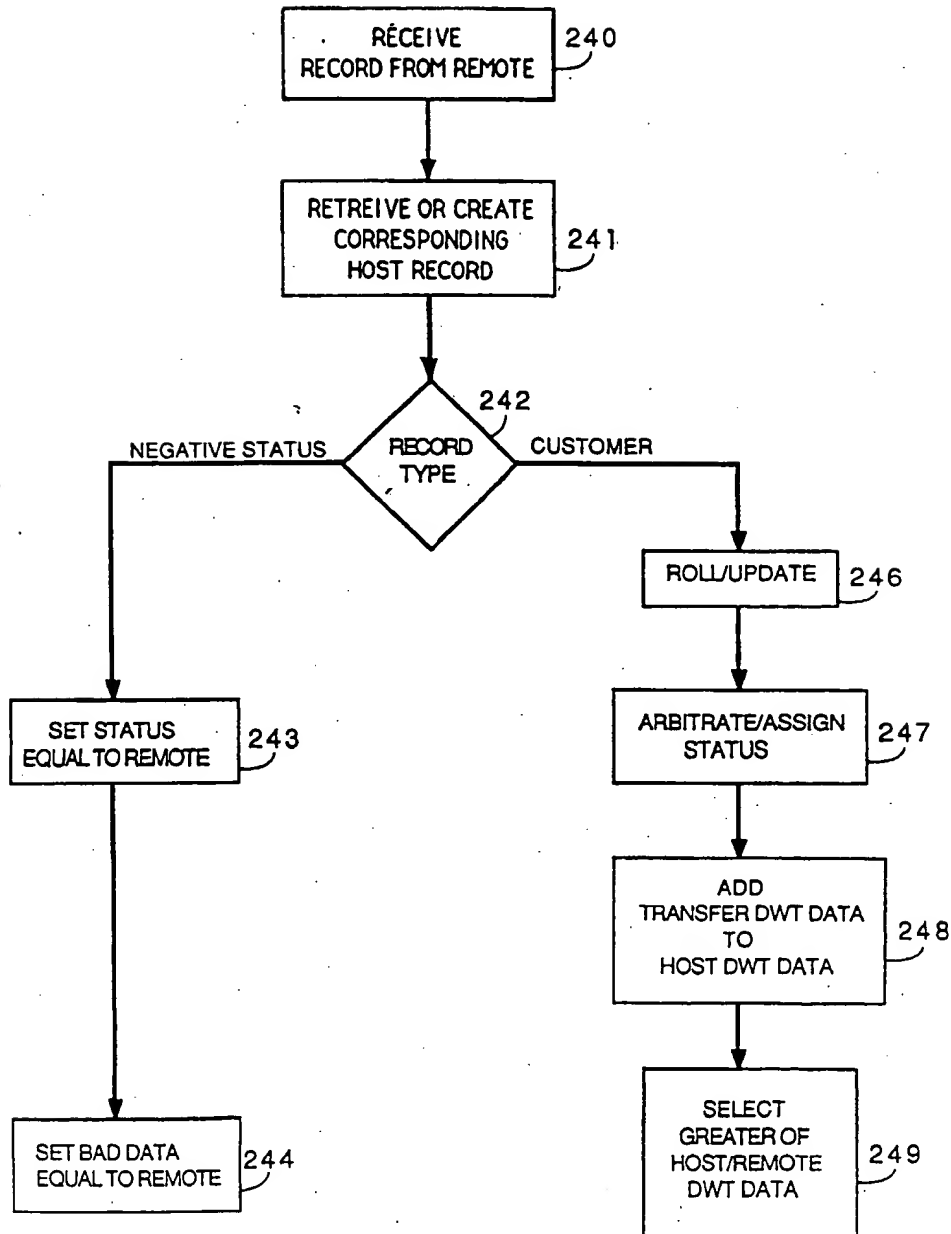 RECEIVE
RECORD FROM REMOTE
240
RETREIVE OR CREATE
CORRESPONDING
HOST RECORD
241
242
RECORD
TYPE
NEGATIVE STATUS
CUSTOMER
ROLL/UPDATE
246
SET STATUS
EQUAL TO REMOTE
243
ARBITRATE/ASSIGN
STATUS
247
ADD
TRANSFER DWT DATA
TO
HOST DWT DATA
248
SET BAD DATA
EQUAL TO REMOTE
244
SELECT
GREATER OF
HOST/REMOTE
DWT DATA
249